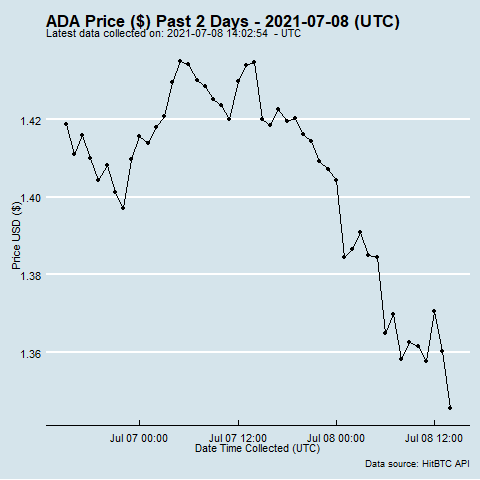 ADA Price ($) Past 2 Days - 2021-07-08 (UTC)
Latest data collected on: 2021-07-08 14:02:54 - UTC
1.42
1.40
1.38
1.36
Price USD ($)
Jul 07 00:00 Jul 07 12:00 Jul 08 00:00 Jul 08 12:00
Date Time Collected (UTC)
Data source: HitBTC API